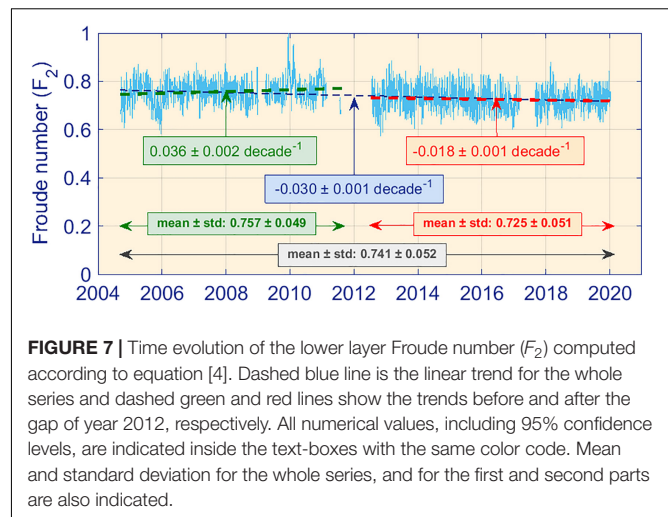 Froude number (F₂)
1
0.8
0.6
0.4
0.2
0
0.036 ± 0.002 decade⁻¹
-0.018 ± 0.001 decade⁻¹
-0.030 ± 0.001 decade⁻¹
mean ± std: 0.757 ± 0.049
mean ± std: 0.725 ± 0.051
mean ± std: 0.741 ± 0.052
2004 2006 2008 2010 2012 2014 2016 2018 2020
FIGURE 7 | Time evolution of the lower layer Froude number (F₂) computed
according to equation [4]. Dashed blue line is the linear trend for the whole
series and dashed green and red lines show the trends before and after the
gap of year 2012, respectively. All numerical values, including 95% confidence
levels, are indicated inside the text-boxes with the same color code. Mean
and standard deviation for the whole series, and for the first and second parts
are also indicated.